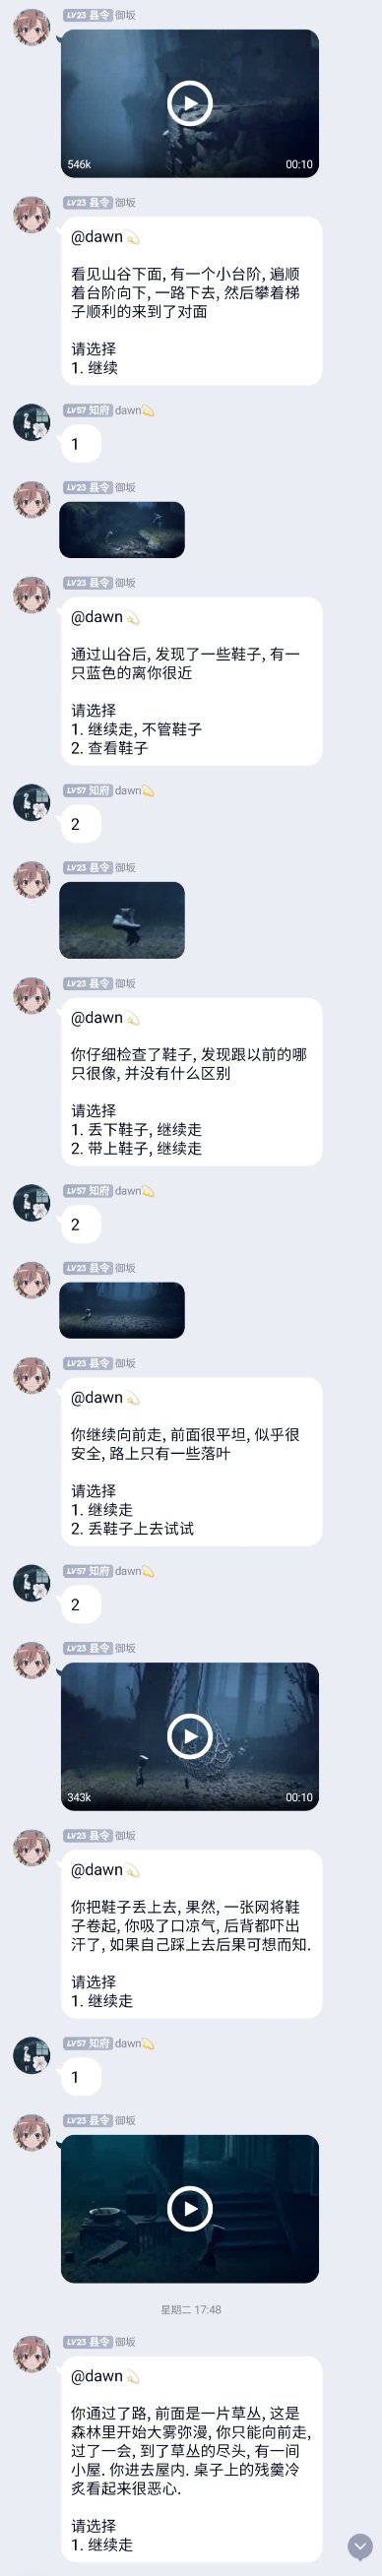 LV23 县令 御坂
546k 00:10
LV23 县令 御坂
@dawn💫
看见山谷下面, 有一个小台阶, 遍顺
着台阶向下, 一路下去, 然后攀着梯
子顺利的来到了对面
请选择
1. 继续
LV57 知府 dawn💫
1
LV23 县令 御坂
LV23 县令 御坂
@dawn💫
通过山谷后, 发现了一些鞋子, 有一
只蓝色的离你很近
请选择
1. 继续走, 不管鞋子
2. 查看鞋子
LV57 知府 dawn💫
2
LV23 县令 御坂
LV23 县令 御坂
@dawn💫
你仔细检查了鞋子, 发现跟以前的哪
只很像, 并没有什么区别
请选择
1. 丢下鞋子, 继续走
2. 带上鞋子, 继续走
LV57 知府 dawn💫
2
LV23 县令 御坂
LV23 县令 御坂
@dawn💫
你继续向前走, 前面很平坦, 似乎很
安全, 路上只有一些落叶
请选择
1. 继续走
2. 丢鞋子上去试试
LV57 知府 dawn💫
2
LV23 县令 御坂
343k 00:10
LV23 县令 御坂
@dawn💫
你把鞋子丢上去, 果然, 一张网将鞋
子卷起, 你吸了口凉气, 后背都吓出
汗了, 如果自己踩上去后果可想而知.
请选择
1. 继续走
LV57 知府 dawn💫
1
LV23 县令 御坂
星期二 17:48
LV23 县令 御坂
@dawn💫
你通过了路, 前面是一片草丛, 这是
森林里开始大雾弥漫, 你只能向前走,
过了一会, 到了草丛的尽头, 有一间
小屋. 你进去屋内. 桌子上的残羹冷
炙看起来很恶心.
请选择
1. 继续走